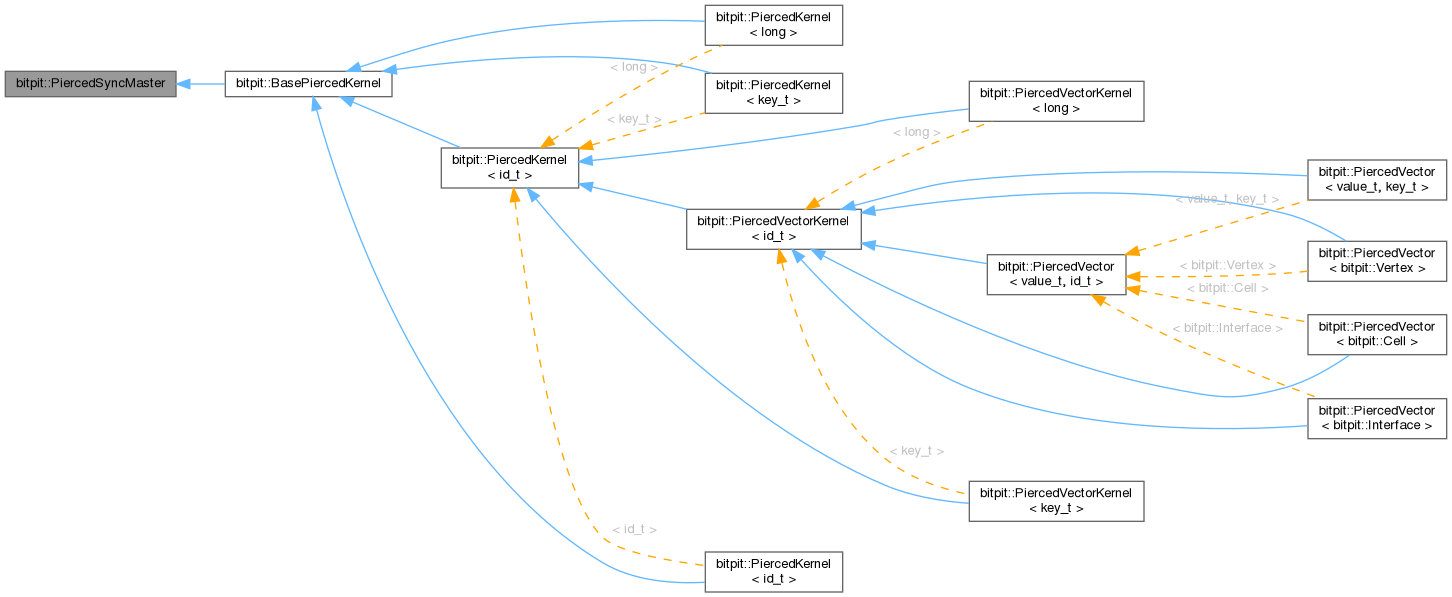 bitpit::PiercedKernel
< long >
bitpit::PiercedSyncMaster
bitpit::BasePiercedKernel
< long >
bitpit::PiercedKernel
< key_t >
bitpit::PiercedVectorKernel
< long >
< key_t >
< long >
bitpit::PiercedKernel
< id_t >
bitpit::PiercedVector
< value_t, key_t >
< value_t, key_t >
bitpit::PiercedVectorKernel
< id_t >
bitpit::PiercedVector
< bitpit::Vertex >
bitpit::PiercedVector
< value_t, id_t >
< bitpit::Vertex >
< bitpit::Cell >
bitpit::PiercedVector
< bitpit::Cell >
< bitpit::Interface >
bitpit::PiercedVector
< bitpit::Interface >
< key_t >
bitpit::PiercedVectorKernel
< key_t >
< id_t >
bitpit::PiercedKernel
< id_t >